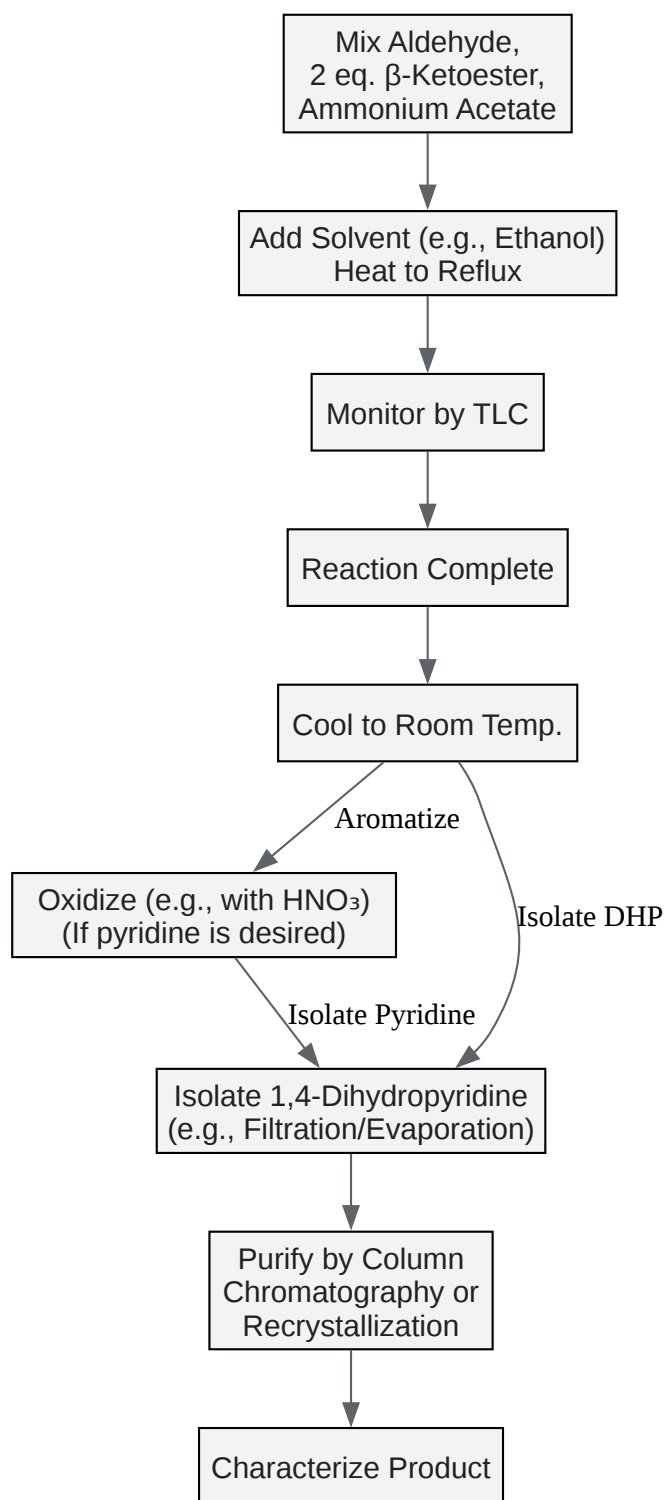 Mix Aldehyde,
2 eq. β-Ketoester,
Ammonium Acetate
Add Solvent (e.g., Ethanol)
Heat to Reflux
Monitor by TLC
Reaction Complete
Cool to Room Temp.
Aromatize
Oxidize (e.g., with HNO₃)
(If pyridine is desired)
Isolate DHP
Isolate Pyridine
Isolate 1,4-Dihydropyridine
(e.g., Filtration/Evaporation)
Purify by Column
Chromatography or
Recrystallization
Characterize Product